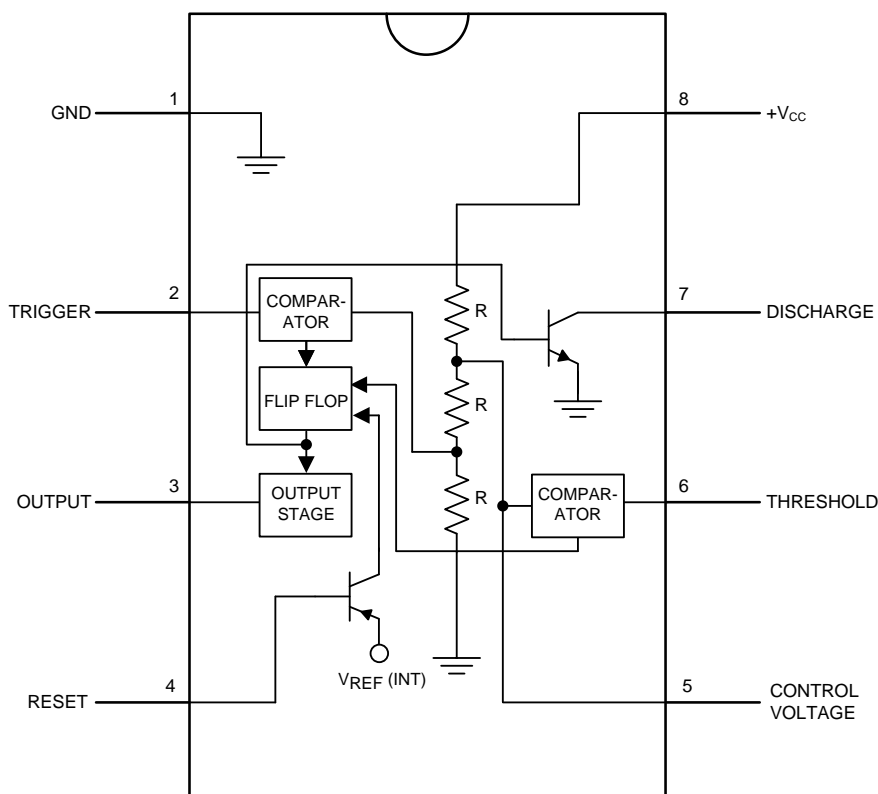 1
GND
8
+VCC
2
TRIGGER
COMPAR-
ATOR
R
7
DISCHARGE
FLIP FLOP
R
3
OUTPUT
OUTPUT
STAGE
R
COMPAR-
ATOR
6
THRESHOLD
4
RESET
VREF (INT)
5
CONTROL
VOLTAGE